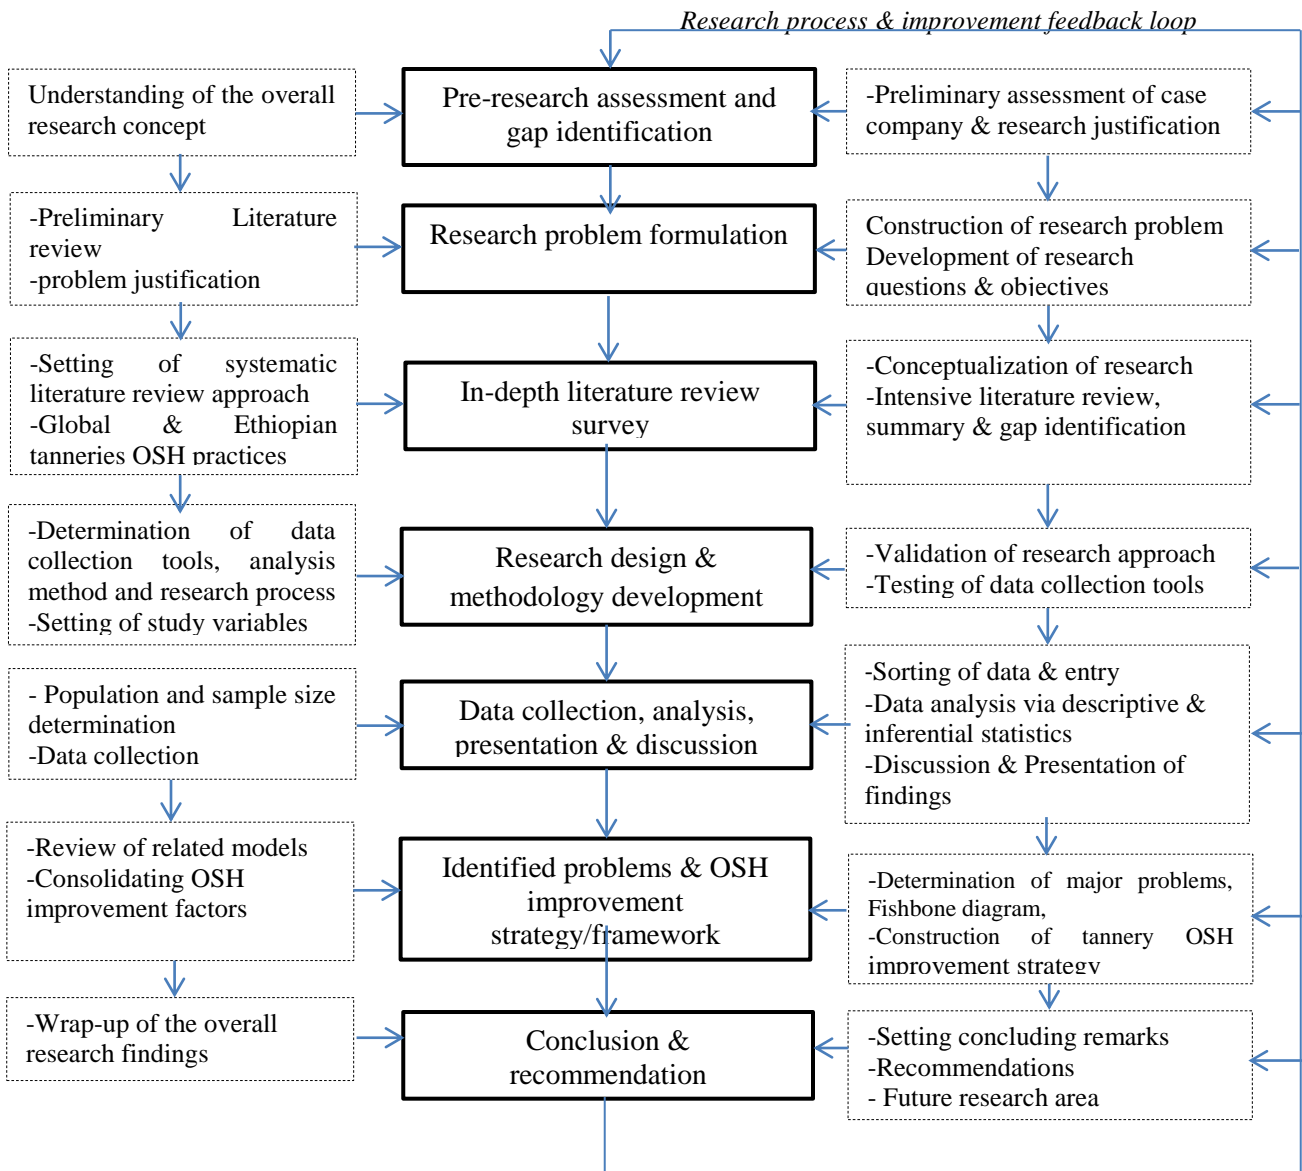 Research process & improvement feedback loop
Understanding of the overall
research concept
Pre-research assessment and
gap identification
-Preliminary assessment of case
company & research justification
-Preliminary Literature
review
-problem justification
Research problem formulation
Construction of research problem
Development of research
questions & objectives
-Setting of systematic
literature review approach
-Global & Ethiopian
tanneries OSH practices
In-depth literature review
survey
-Conceptualization of research
-Intensive literature review,
summary & gap identification
-Determination of data
collection tools, analysis
method and research process
-Setting of study variables
Research design &
methodology development
-Validation of research approach
-Testing of data collection tools
- Population and sample size
determination
-Data collection
Data collection, analysis,
presentation & discussion
-Sorting of data & entry
-Data analysis via descriptive &
inferential statistics
-Discussion & Presentation of
findings
-Review of related models
-Consolidating OSH
improvement factors
Identified problems & OSH
improvement
strategy/framework
-Determination of major problems,
Fishbone diagram,
-Construction of tannery OSH
improvement strategy
-Wrap-up of the overall
research findings
Conclusion &
recommendation
-Setting concluding remarks
-Recommendations
- Future research area